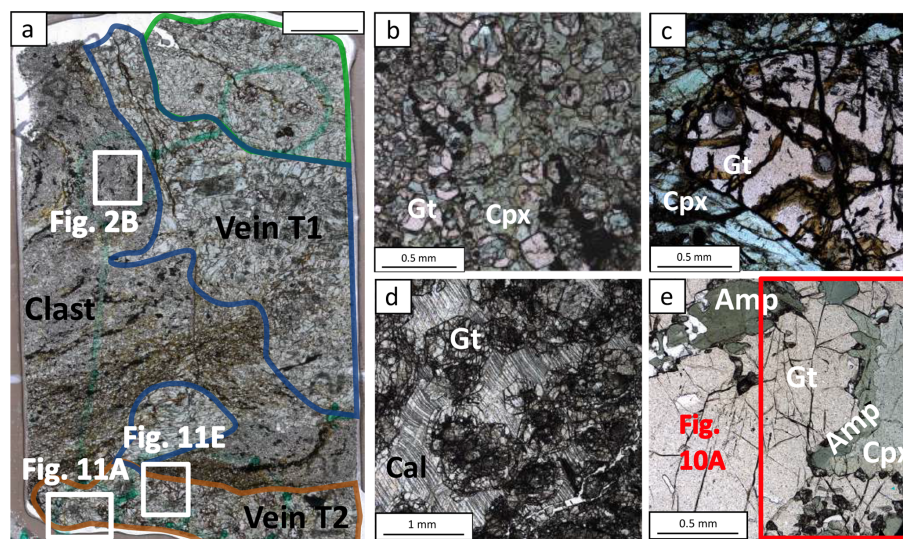 a
Vein T1
Fig. 2B
Clast
Fig. 11E
Fig. 11A
Vein T2
b
Gt
Cpx
0.5 mm
c
Gt
Cpx
0.5 mm
d
Gt
Cal
1 mm
e
Amp
Gt
Fig.
10A
Amp
Cpx
0.5 mm